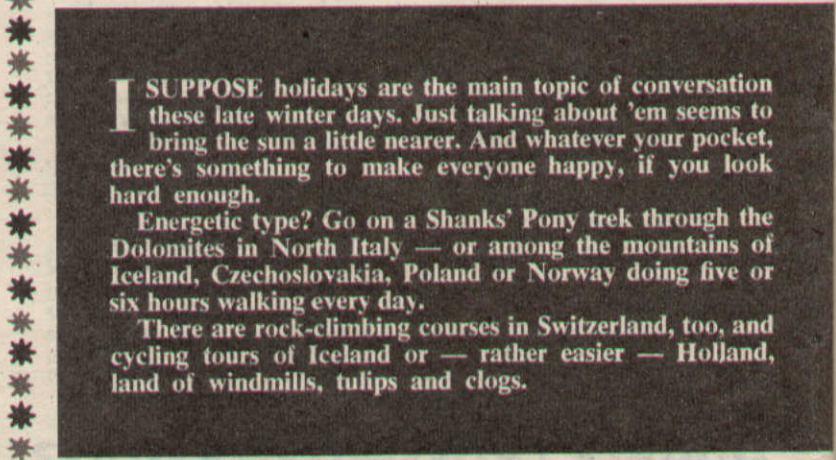 I SUPPOSE holidays are the main topic of conversation
these late winter days. Just talking about 'em seems to
bring the sun a little nearer. And whatever your pocket,
there's something to make everyone happy, if you look
hard enough.
Energetic type? Go on a Shanks' Pony trek through the
Dolomites in North Italy — or among the mountains of
Iceland, Czechoslovakia, Poland or Norway doing five or
six hours walking every day.
There are rock-climbing courses in Switzerland, too, and
cycling tours of Iceland or — rather easier — Holland,
land of windmills, tulips and clogs.